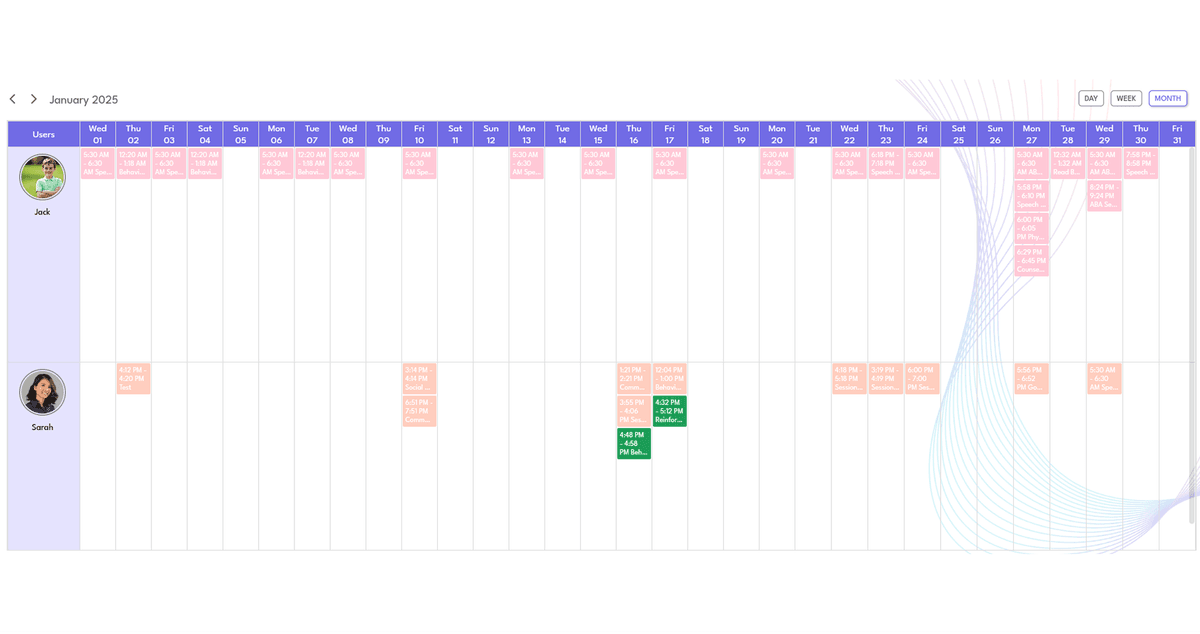 January 2025
DAY WEEK MONTH
Users
Wed Thu Fri Sat Sun Mon Tue Wed Thu Fri Sat Sun Mon Tue Wed Thu Fri Sat Sun Mon Tue Wed Thu Fri Sat Sun Mon Tue Wed Thu Fri
01 02 03 04 05 06 07 08 09 10 11 12 13 14 15 16 17 18 19 20 21 22 23 24 25 26 27 28 29 30 31
Jack
5:30 AM
- 6:30
AM Spe...
12:20 AM
- 1:18 AM
Behavi...
5:30 AM
- 6:30
AM Spe...
12:20 AM
- 1:18 AM
Behavi...
5:30 AM
- 6:30
AM Spe...
12:20 AM
- 1:18 AM
Behavi...
5:30 AM
- 6:30
AM Spe...
5:30 AM
- 6:30
AM Spe...
5:30 AM
- 6:30
AM Spe...
5:30 AM
- 6:30
AM Spe...
5:30 AM
- 6:30
AM Spe...
5:30 AM
- 6:30
AM Spe...
5:30 AM
- 6:30
AM Spe...
6:18 PM
- 7:18 PM
Speech ...
5:30 AM
- 6:30
AM Spe...
5:30 AM
- 6:30
AM AB...
5:58 PM
- 6:10 PM
Speech ...
6:00 PM
- 6:05
PM Phy...
6:29 PM
- 6:45 PM
Counse...
12:32 AM
- 1:32 AM
Read B...
5:30 AM
- 6:30
AM AB...
8:24 PM
- 9:24 PM
ABA Se...
7:58 PM -
8:58 PM
Speech ...
Sarah
4:12 PM -
4:20 PM
Text
3:14 PM -
4:14 PM
Social ...
6:51 PM -
7:51 PM
Comm...
1:21 PM -
2:21 PM
Comm...
3:55 PM
- 4:06
PM Sec...
4:48 PM
- 4:58
PM Beh...
12:04 PM
- 1:00 PM
Behavi...
4:32 PM
- 5:12 PM
Reinfor...
4:18 PM -
5:18 PM
Session...
3:19 PM -
4:19 PM
Session...
6:00 PM
- 7:00
PM Sec...
5:56 PM
- 6:52
PM Ga...
5:30 AM
- 6:30
AM Spe...